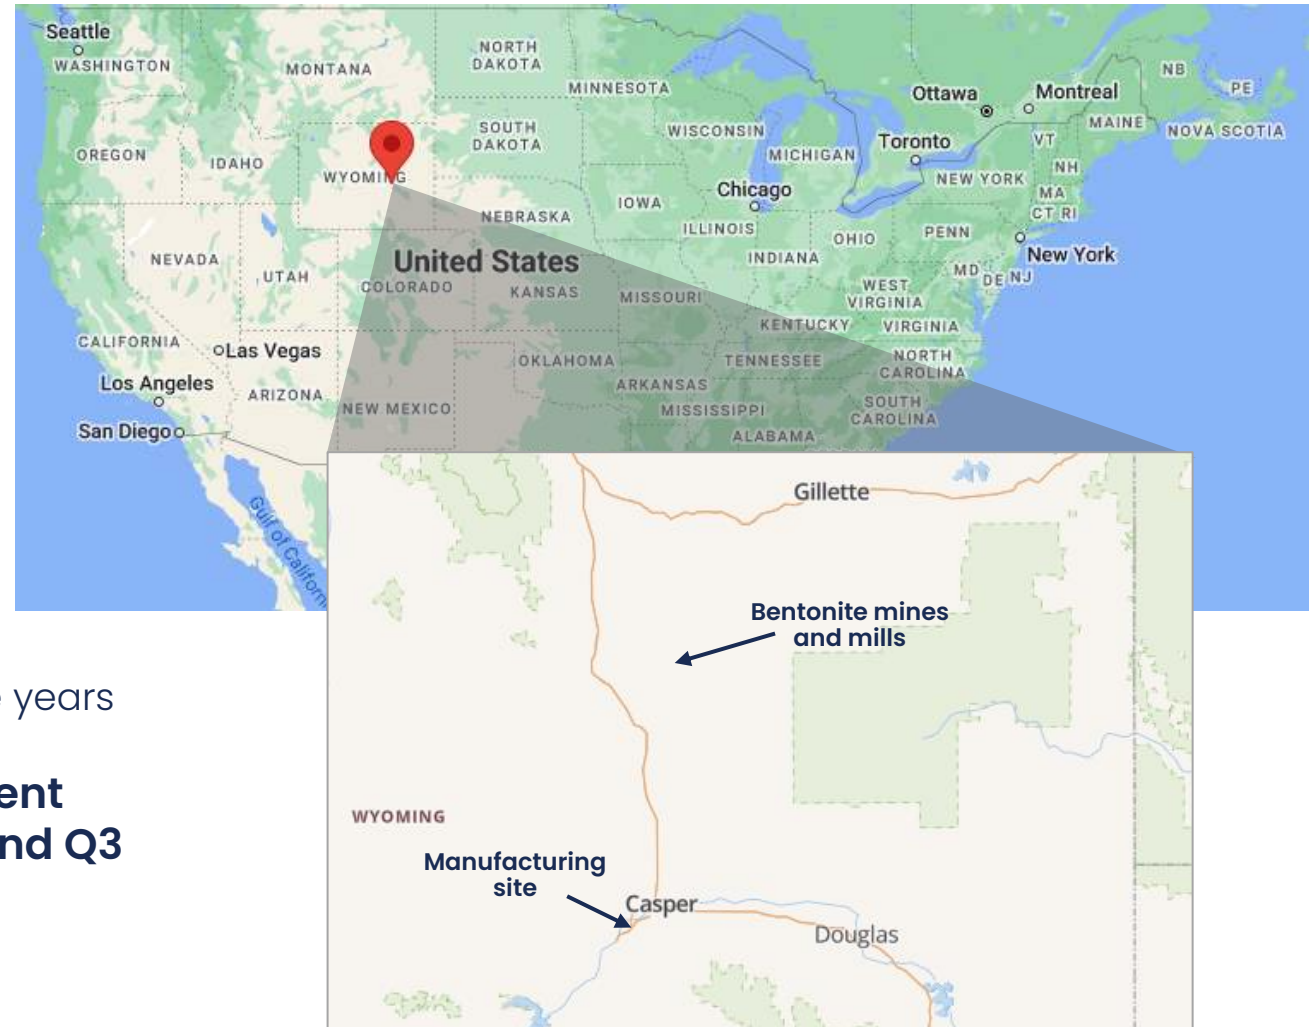 Seattle
WASHINGTON
MONTANA
NORTH
DAKOTA
MINNESOTA
Ottawa
Montreal
NB
PE
MAINE
NOVA SCOTIA
OREGON
IDAHO
WYOMING
SOUTH
DAKOTA
WISCONSIN
MICHIGAN
Toronto
VT
NH
NEW YORK
MA
CT RI
Chicago
IOWA
NEBRASKA
ILLINOIS
INDIANA
OHIO
PENN
New York
MD
DE
NJ
NEVADA
UTAH
United States
COLORADO
KANSAS
MISSOURI
WEST
VIRGINIA
KENTUCKY
VIRGINIA
CALIFORNIA
Las Vegas
Los Angeles
San Diego
ARIZONA
NEW MEXICO
OKLAHOMA
ARKANSAS
TENNESSEE
NORTH
CAROLINA
MISSISSIPPI
SOUTH
CAROLINA
ALABAMA
Gulf of Californ
Gillette
Bentonite mines
and mills
WYOMING
Manufacturing
site
Casper
Douglas
years
ent
nd Q3